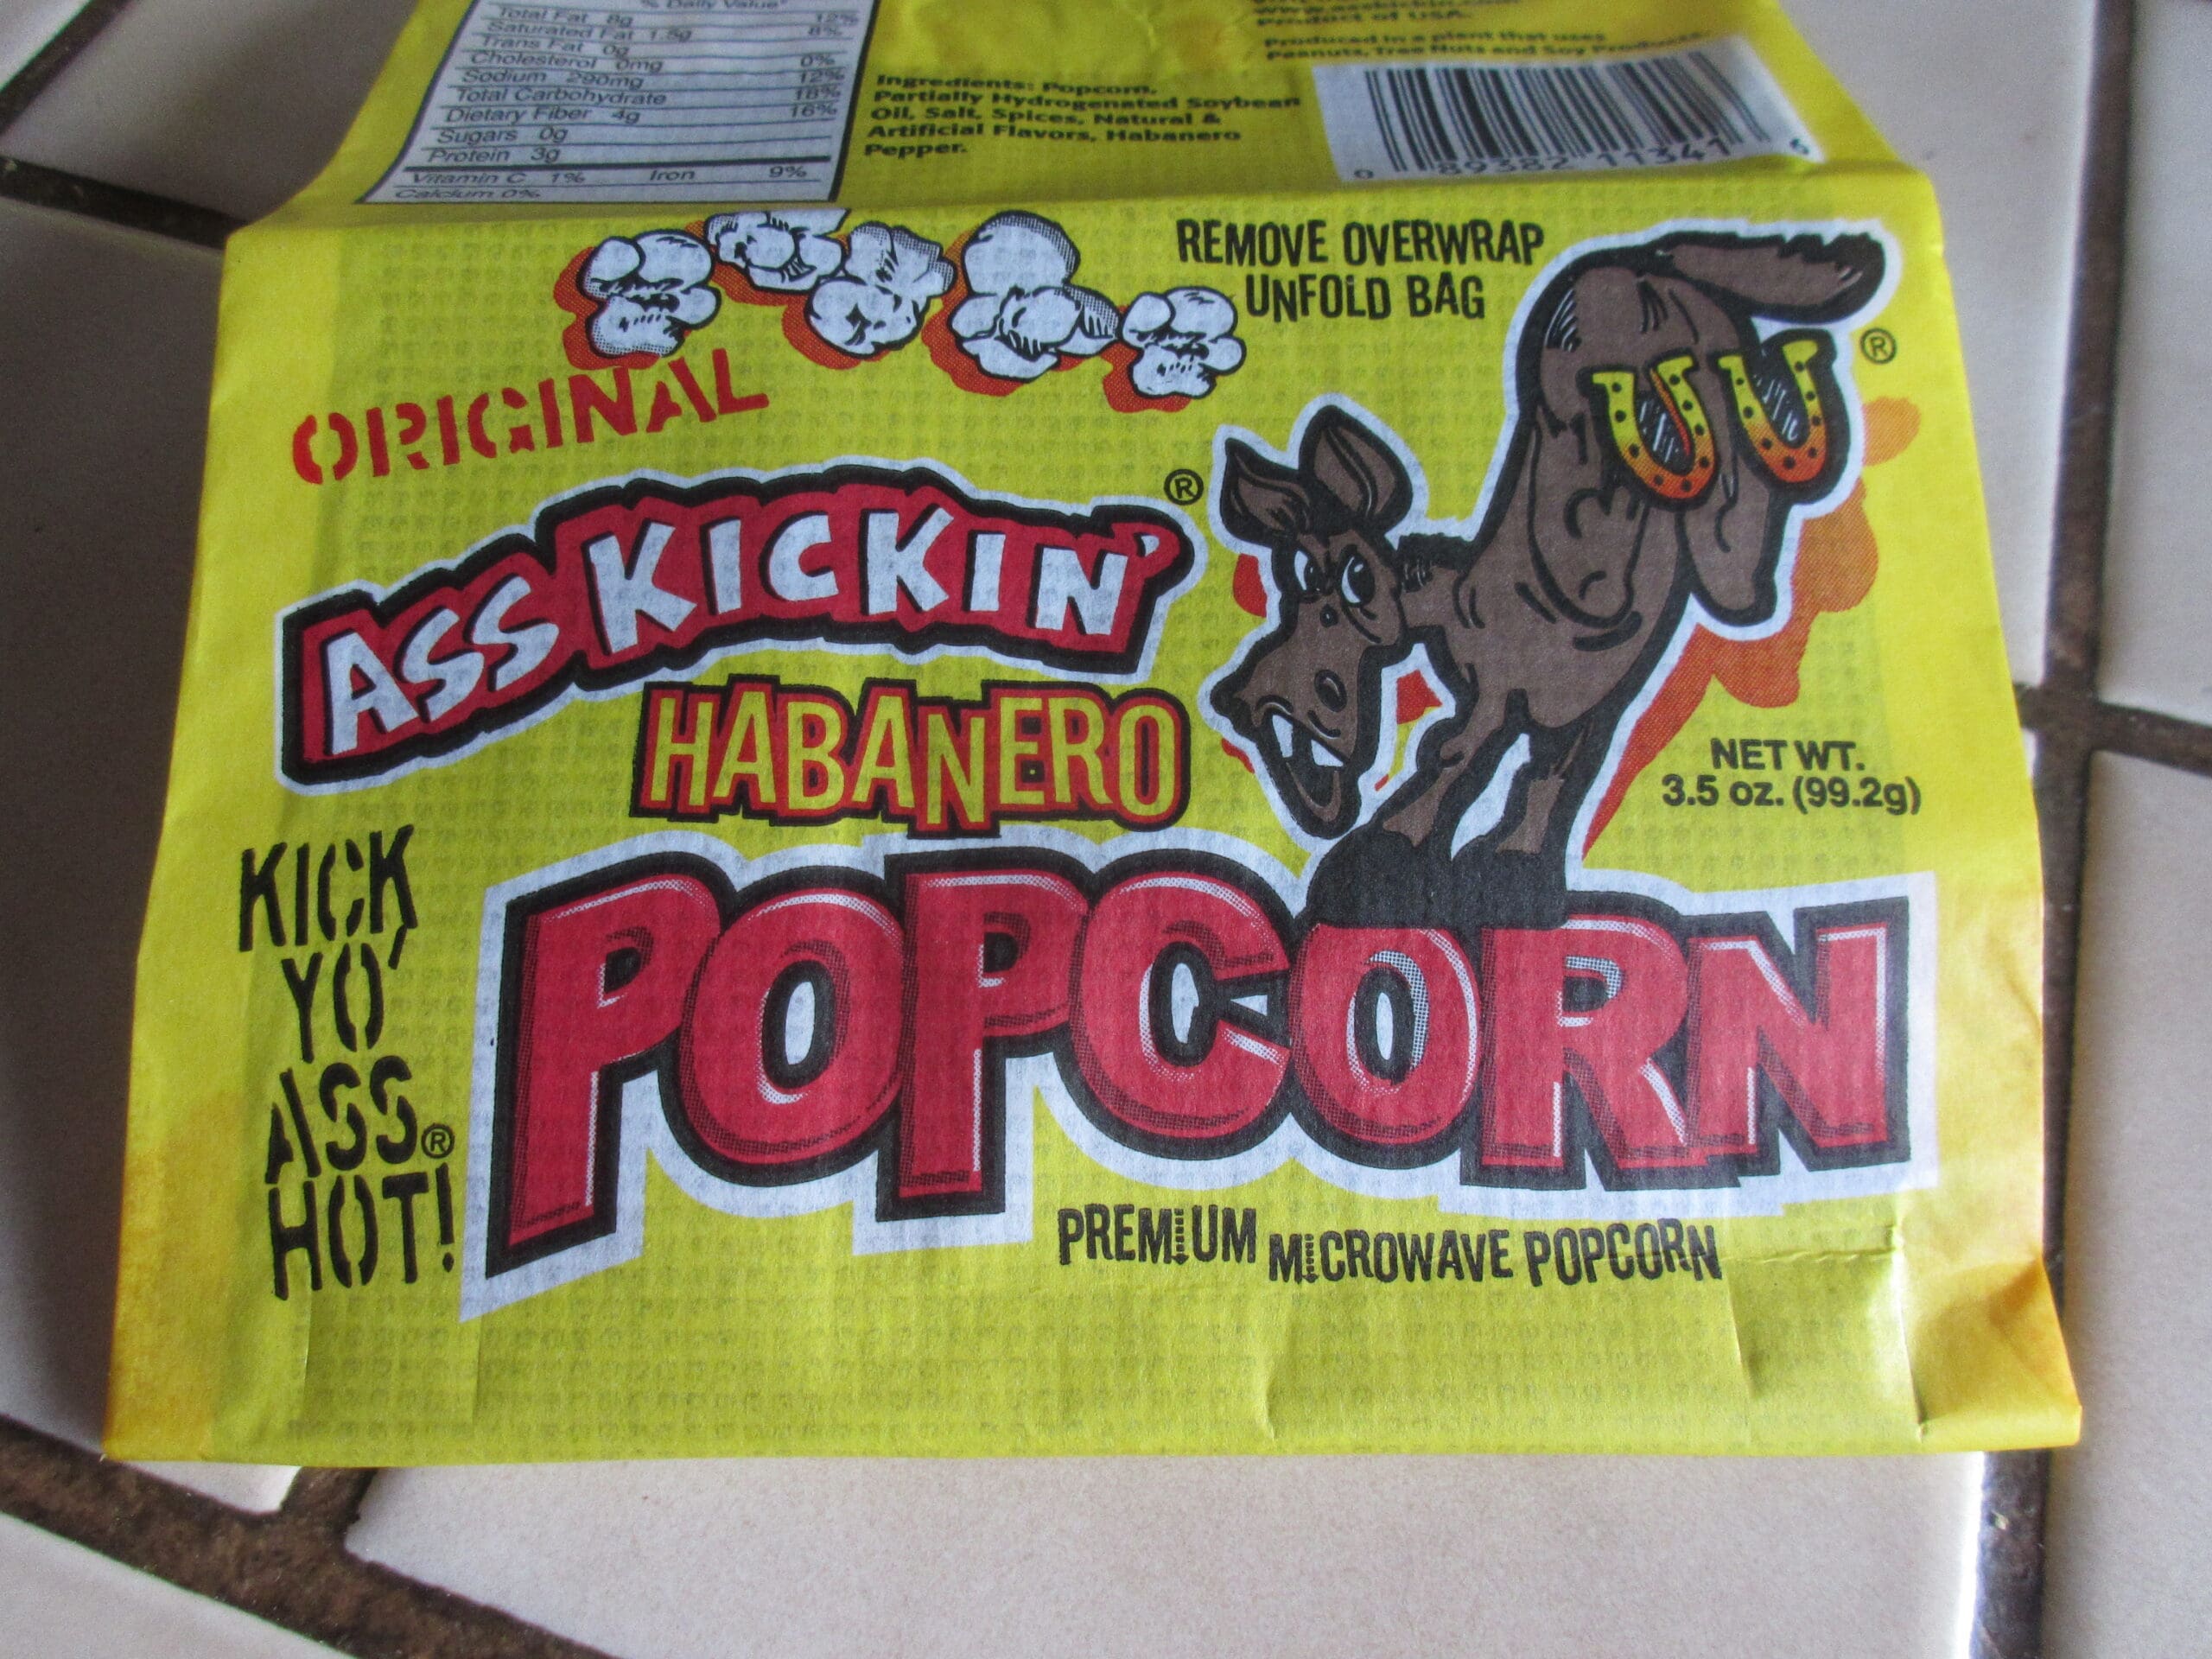 % Daily Value*
Total Fat 8g 12%
Saturated Fat 1.5g 8%
Trans Fat 0g
Cholesterol 0mg 0%
Sodium 290mg 12%
Total Carbohydrate 18%
Dietary Fiber 4g 16%
Sugars 0g
Protein 3g
Vitamin C 1% Iron 9%
Calcium 0%
Ingredients: Popcorn,
Partially Hydrogenated Soybean
Oil, Salt, Spices, Natural &
Artificial Flavors, Habanero
Pepper.
Product of USA.
Produced in a plant that uses
Peanuts, Tree Nuts and Soy Products.
0 89382 11341 6
REMOVE OVERWRAP
UNFOLD BAG
®
ORIGINAL
ASS KICKIN'®
HABANERO
NET WT.
3.5 oz. (99.2g)
KICK
YO'
ASS®
HOT!
POPCORN
PREMIUM MICROWAVE POPCORN